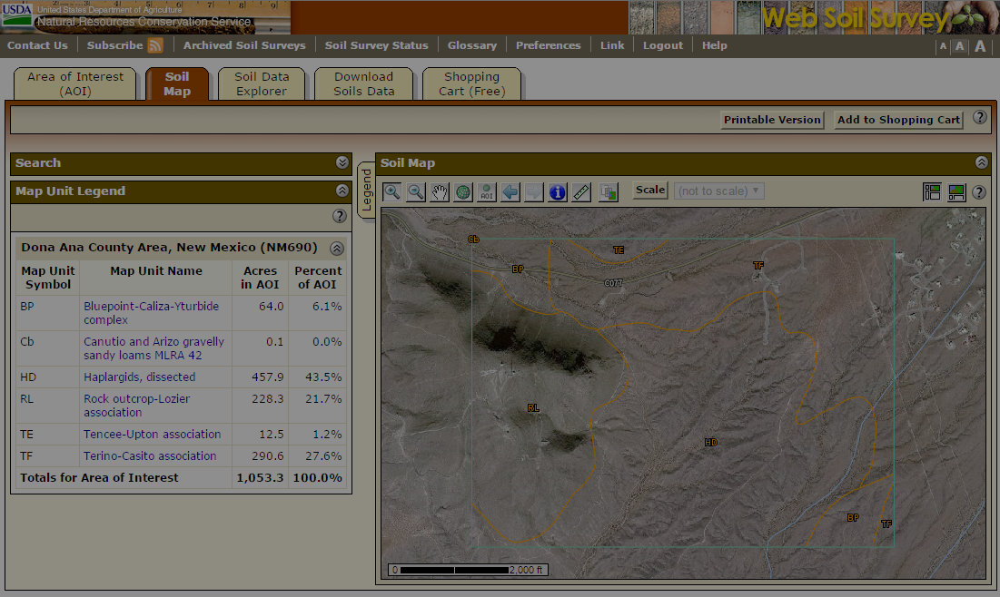 USDA
United States Department of Agriculture
Natural Resources Conservation Service
Web Soil Survey
Contact Us
Subscribe
Archived Soil Surveys
Soil Survey Status
Glossary
Preferences
Link
Logout
Help
A A A
Area of Interest
(AOI)
Soil
Map
Soil Data
Explorer
Download
Soils Data
Shopping
Cart (Free)
Printable Version
Add to Shopping Cart
?
Search
Map Unit Legend
?
Dona Ana County Area, New Mexico (NM690)
Map Unit Symbol Map Unit Name Acres in AOI Percent of AOI
BP Bluepoint-Caliza-Yturbide complex 64.0 6.1%
Cb Canutio and Arizo gravelly sandy loams MLRA 42 0.1 0.0%
HD Haplargids, dissected 457.9 43.5%
RL Rock outcrop-Lozier association 228.3 21.7%
TE Tencee-Upton association 12.5 1.2%
TF Terino-Casito association 290.6 27.6%
Totals for Area of Interest 1,053.3 100.0%
Legend
Soil Map
AOI
Scale
(not to scale)
?
Cb
TE
BP
TF
C077
RL
HD
BP
TF
0 2,000 ft